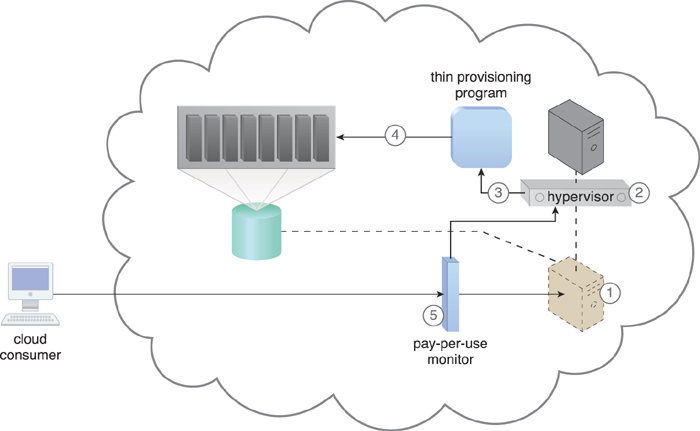 thin provisioning
program
4
3
hypervisor
2
1
5
cloud
consumer
pay-per-use
monitor